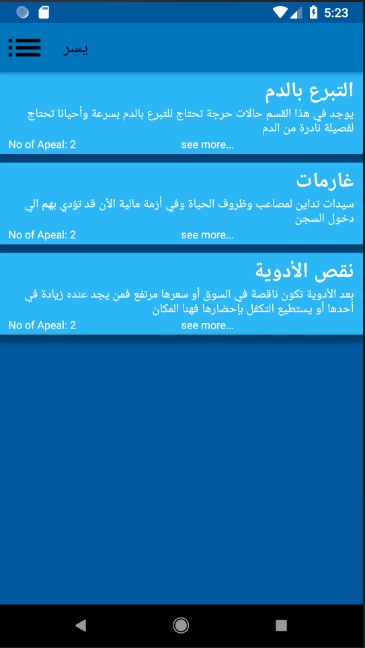 5:23
يسر
التبرع بالدم
يوجد في هذا القسم حالات حرجة تحتاج للتبرع بالدم بسرعة وأحيانا تحتاج
لفصيلة نادرة من الدم
No of Apeal: 2 see more...
غارمات
سيدات تداين لمصاعب وظروف الحياة وفي أزمة مالية الأن قد تؤدي بهم الي
دخول السجن
No of Apeal: 2 see more...
نقص الأدوية
بعد الأدوية تكون ناقصة في السوق أو سعرها مرتفع فمن يجد عنده زيادة في
أحدها أو يستطيع التكفل بإحضارها فهنا المكان
No of Apeal: 2 see more...